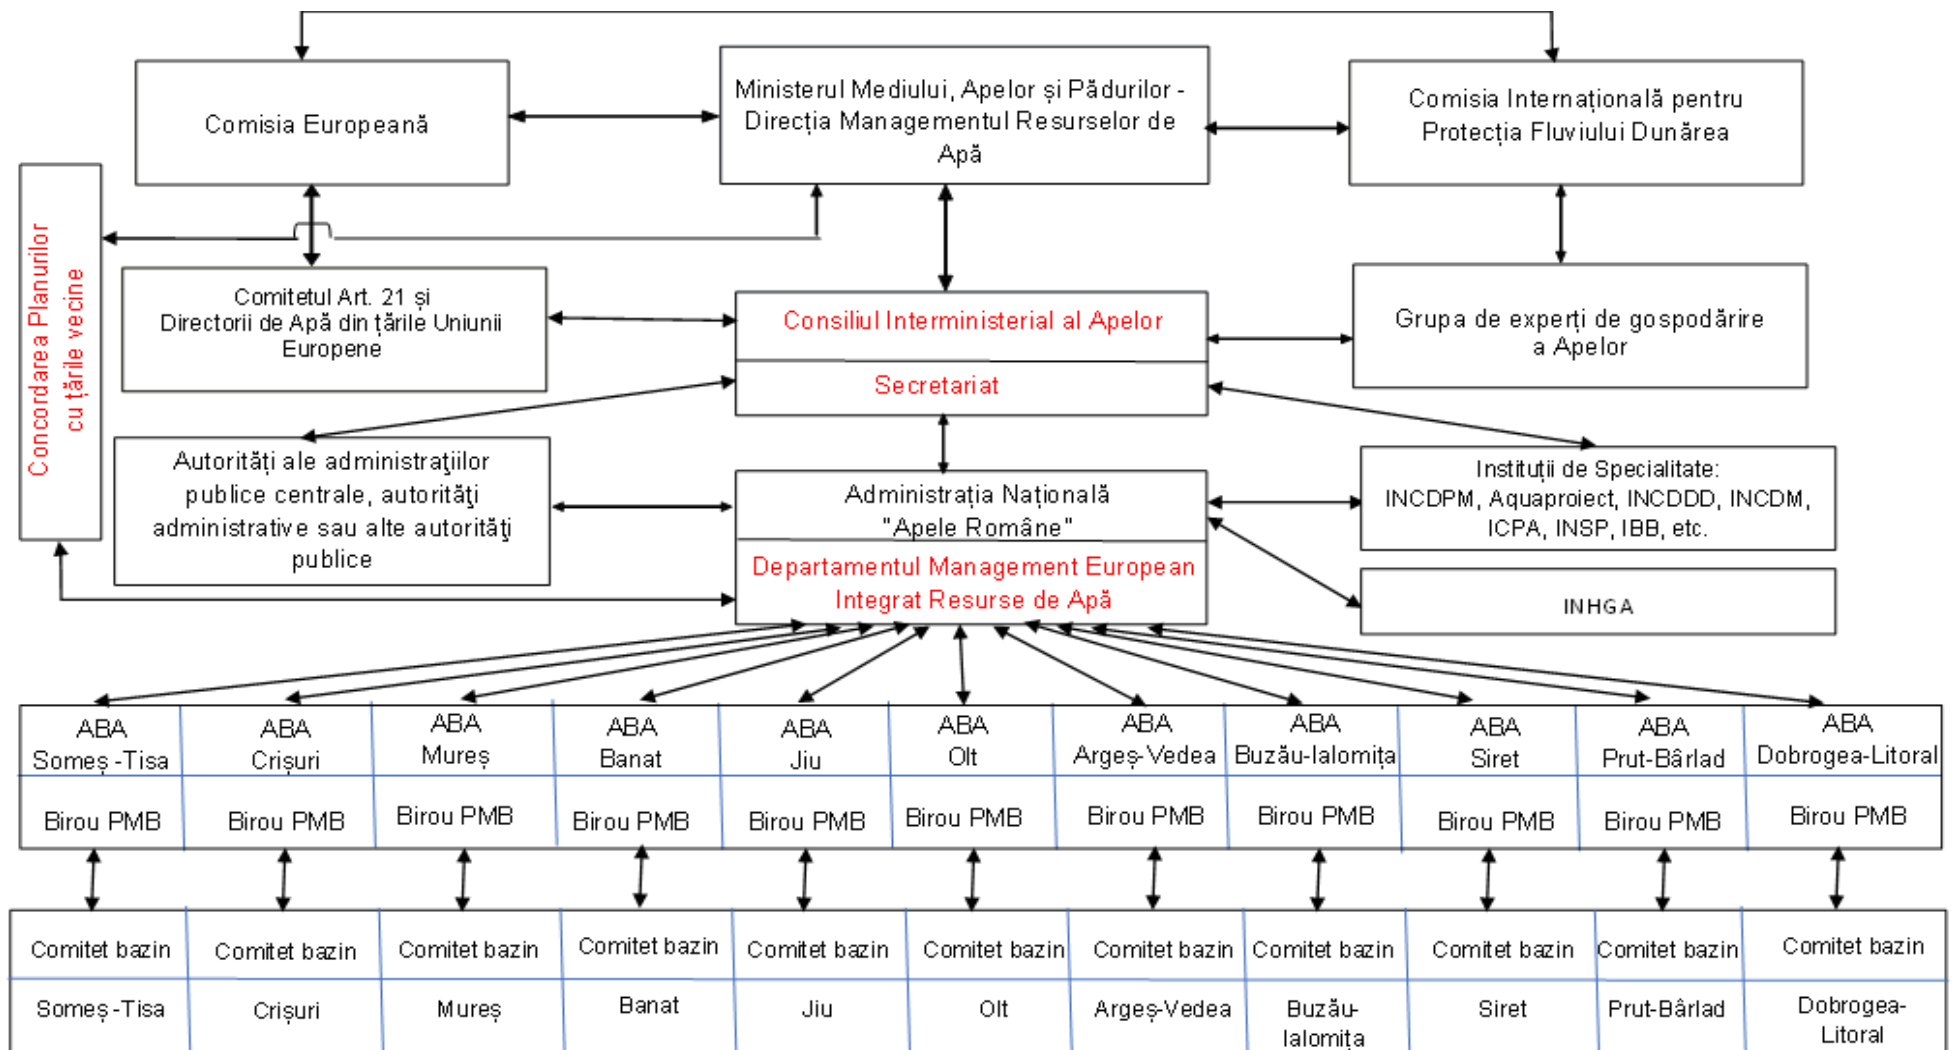 Comisia Europeană
Ministerul Mediului, Apelor și Pădurilor -
Direcția Managementul Resurselor de
Apă
Comisia Internațională pentru
Protecția Fluviului Dunărea
Concordarea Planurilor
cu țările vecine
Comitetul Art. 21 și
Directorii de Apă din țările Uniunii
Europene
Consiliul Interministerial al Apelor
Secretariat
Grupa de experți de gospodărire
a Apelor
Autorități ale administraţiilor
publice centrale, autorităţi
administrative sau alte autorităţi
publice
Administrația Națională
"Apele Române"
Departamentul Management European
Integrat Resurse de Apă
Instituții de Specialitate:
INCDPM, Aquaproiect, INCDDD, INCDM,
ICPA, INSP, IBB, etc.
INHGA
ABA
Someș -Tisa
Birou PMB
ABA
Crișuri
Birou PMB
ABA
Mureș
Birou PMB
ABA
Banat
Birou PMB
ABA
Jiu
Birou PMB
ABA
Olt
Birou PMB
ABA
Argeș-Vedea
Birou PMB
ABA
Buzău-Ialomița
Birou PMB
ABA
Siret
Birou PMB
ABA
Prut-Bârlad
Birou PMB
ABA
Dobrogea-Litoral
Birou PMB
Comitet bazin
Someș -Tisa
Comitet bazin
Crișuri
Comitet bazin
Mureș
Comitet bazin
Banat
Comitet bazin
Jiu
Comitet bazin
Olt
Comitet bazin
Argeș-Vedea
Comitet bazin
Buzău-
Ialomița
Comitet bazin
Siret
Comitet bazin
Prut-Bârlad
Comitet bazin
Dobrogea-
Litoral